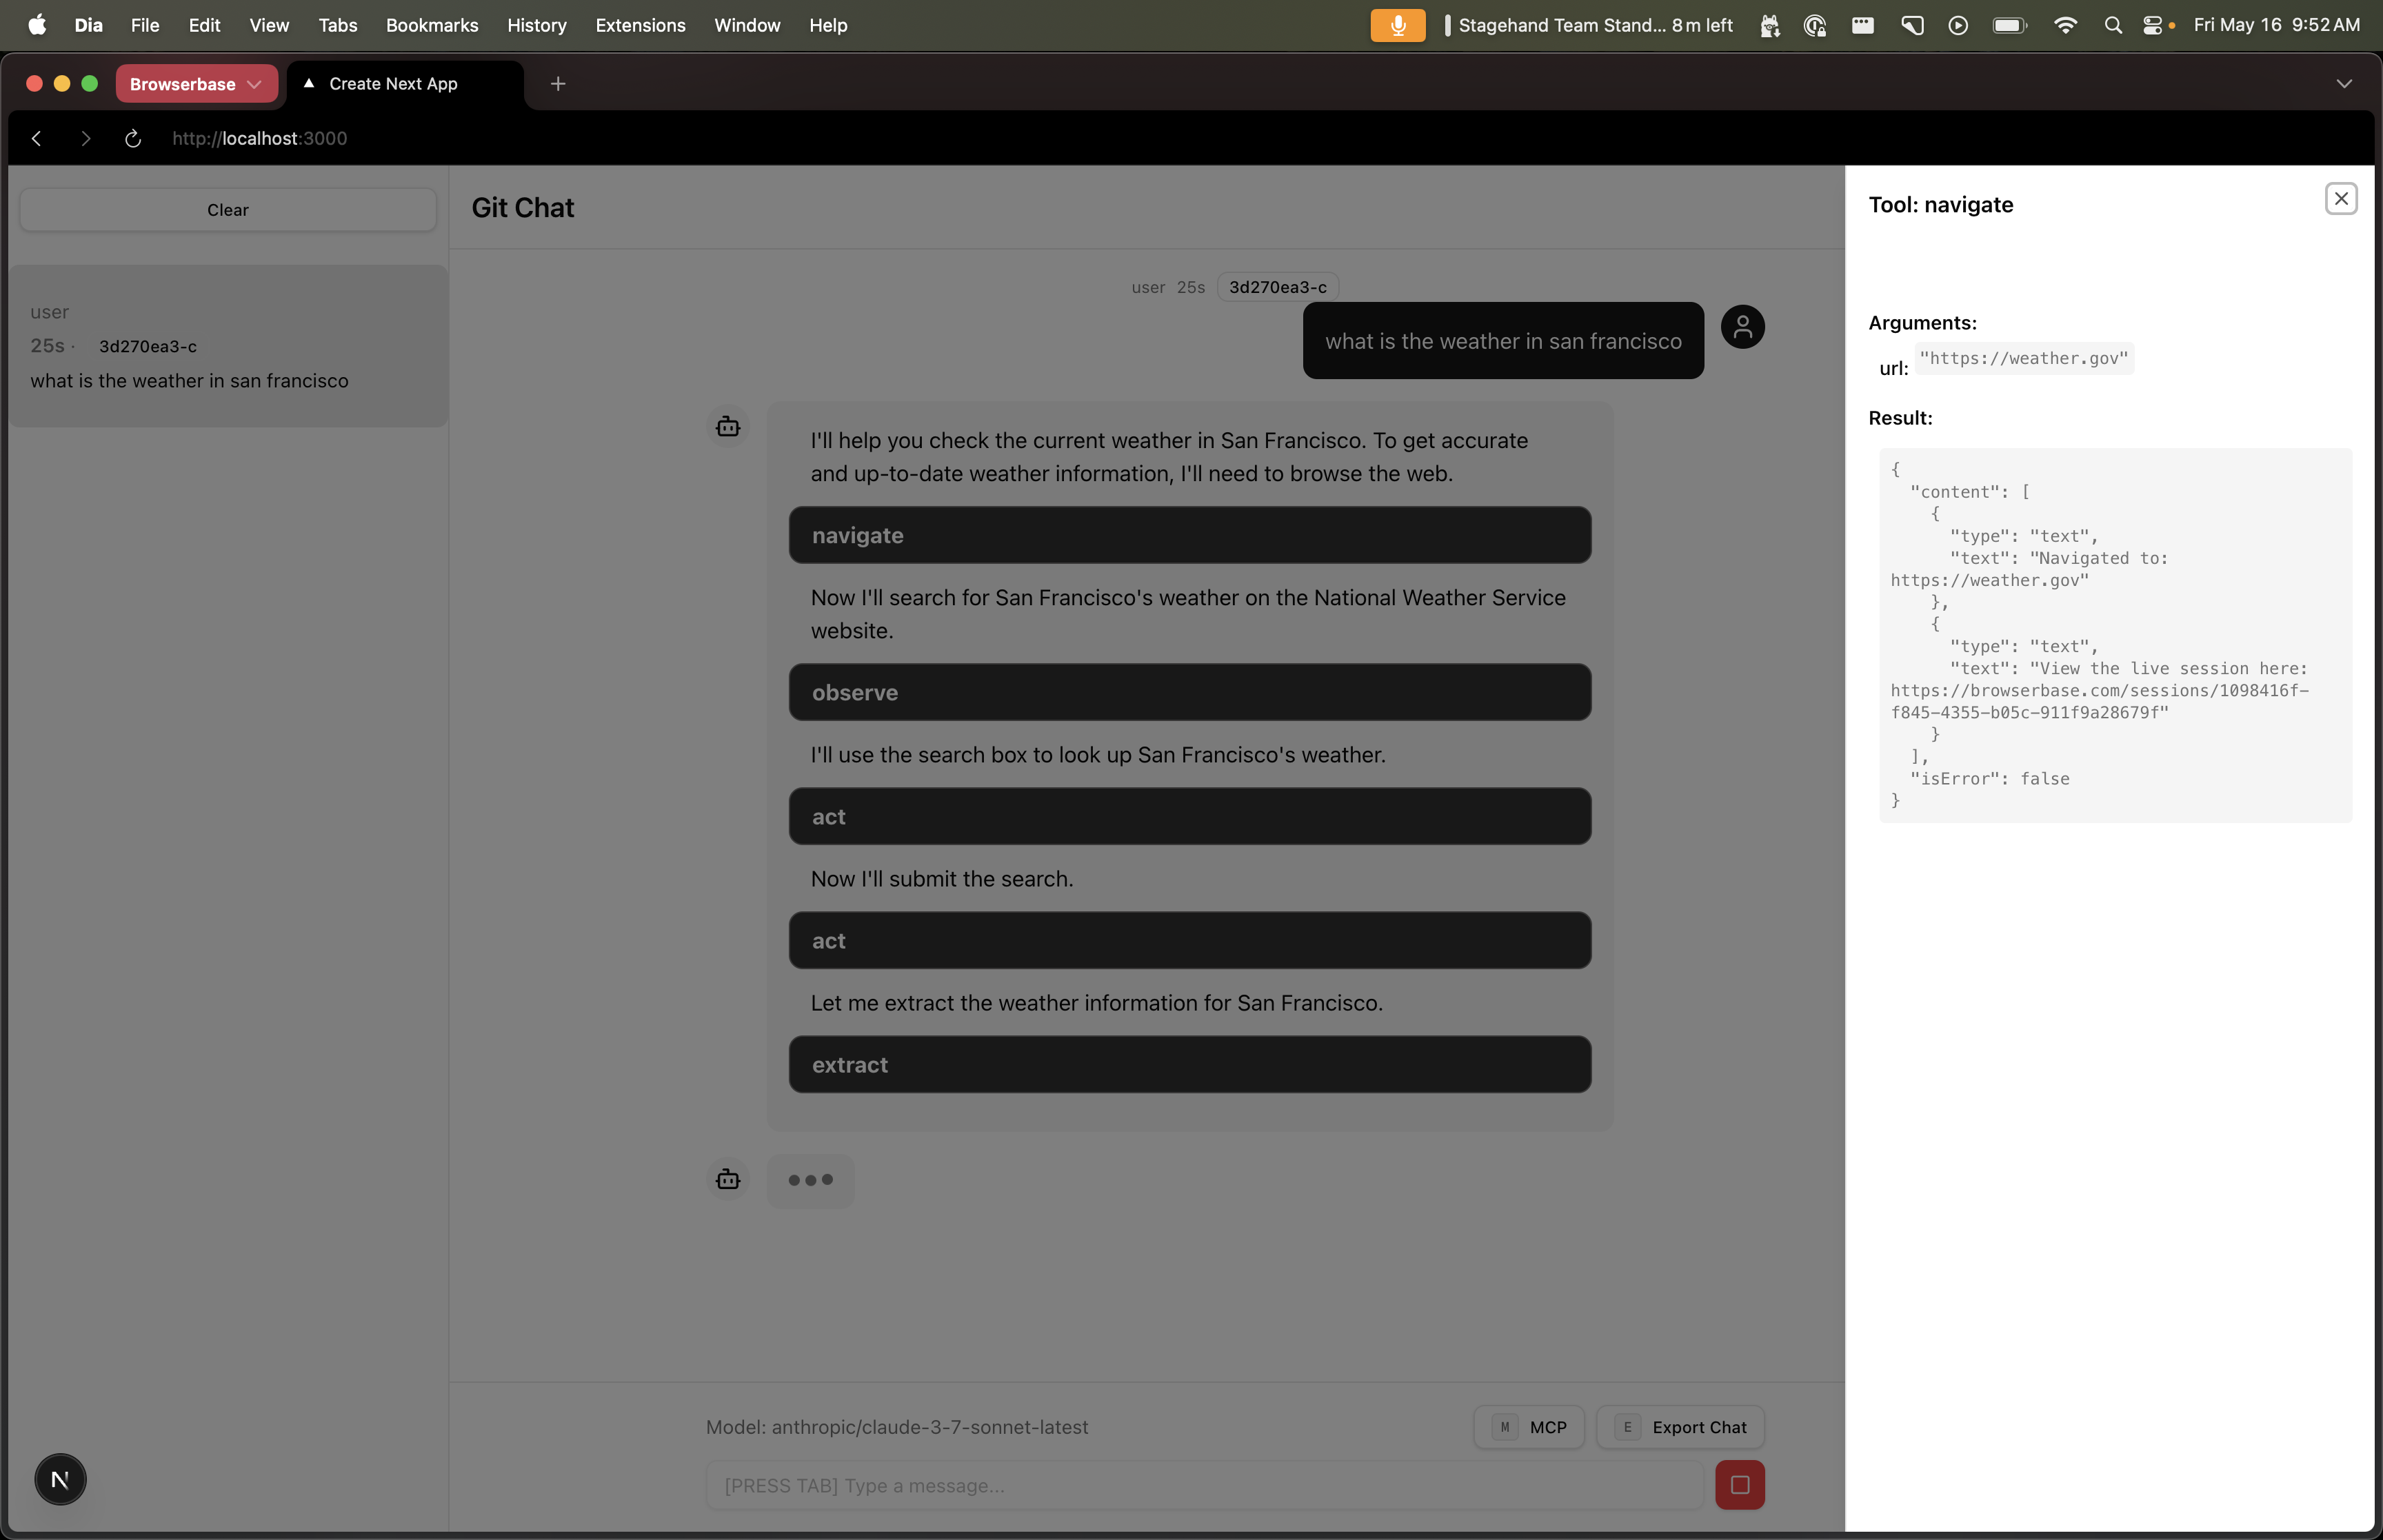 Dia File Edit View Tabs Bookmarks History Extensions Window Help Stagehand Team Stand... 8 m left Fri May 16 9:52 AM
Browserbase Create Next App
http://localhost:3000
Clear
user
25s · 3d270ea3-c
what is the weather in san francisco
Git Chat
user 25s 3d270ea3-c
what is the weather in san francisco
I'll help you check the current weather in San Francisco. To get accurate
and up-to-date weather information, I'll need to browse the web.
navigate
Now I'll search for San Francisco's weather on the National Weather Service
website.
observe
I'll use the search box to look up San Francisco's weather.
act
Now I'll submit the search.
act
Let me extract the weather information for San Francisco.
extract
Model: anthropic/claude-3-7-sonnet-latest
M MCP
E Export Chat
[PRESS TAB] Type a message...
N
Tool: navigate
Arguments:
url: "https://weather.gov"
Result:
{
"content": [
{
"type": "text",
"text": "Navigated to:
https://weather.gov"
},
{
"type": "text",
"text": "View the live session here:
https://browserbase.com/sessions/1098416f-
f845-4355-b05c-911f9a28679f"
}
],
"isError": false
}